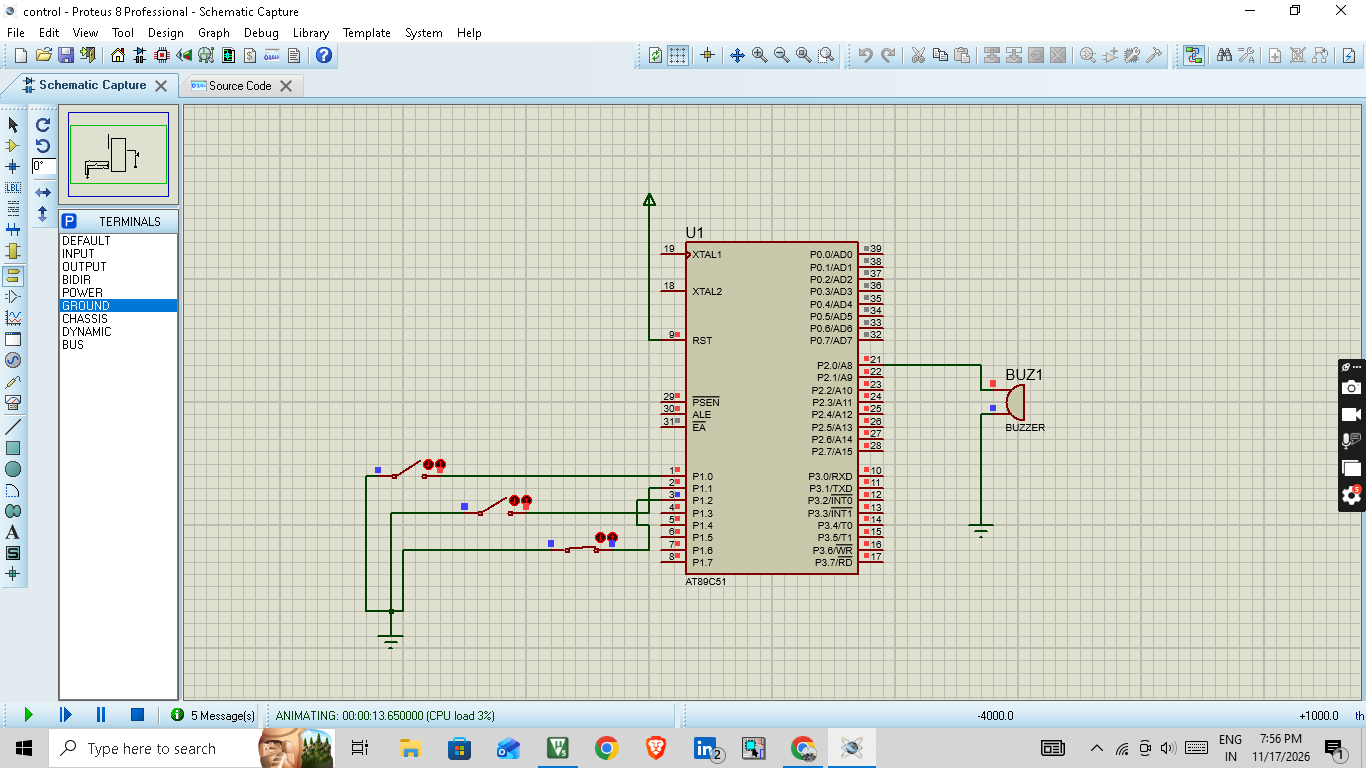 control - Proteus 8 Professional - Schematic Capture
File Edit View Tool Design Graph Debug Library Template System Help
Schematic Capture
Source Code
0°
LBL
P TERMINALS
DEFAULT
INPUT
OUTPUT
BIDIR
POWER
GROUND
CHASSIS
DYNAMIC
BUS
A
S
U1
19 XTAL1
18 XTAL2
9 RST
29 PSEN
30 ALE
31 EA
1 P1.0
2 P1.1
3 P1.2
4 P1.3
5 P1.4
6 P1.5
7 P1.6
8 P1.7
P0.0/AD0 39
P0.1/AD1 38
P0.2/AD2 37
P0.3/AD3 36
P0.4/AD4 35
P0.5/AD5 34
P0.6/AD6 33
P0.7/AD7 32
P2.0/A8 21
P2.1/A9 22
P2.2/A10 23
P2.3/A11 24
P2.4/A12 25
P2.5/A13 26
P2.6/A14 27
P2.7/A15 28
P3.0/RXD 10
P3.1/TXD 11
P3.2/INT0 12
P3.3/INT1 13
P3.4/T0 14
P3.5/T1 15
P3.6/WR 16
P3.7/RD 17
AT89C51
BUZ1
BUZZER
5 Message(s) ANIMATING: 00:00:13.650000 (CPU load 3%) -4000.0 +1000.0 th
Type here to search
2
ENG
IN
7:56 PM
11/17/2026
1